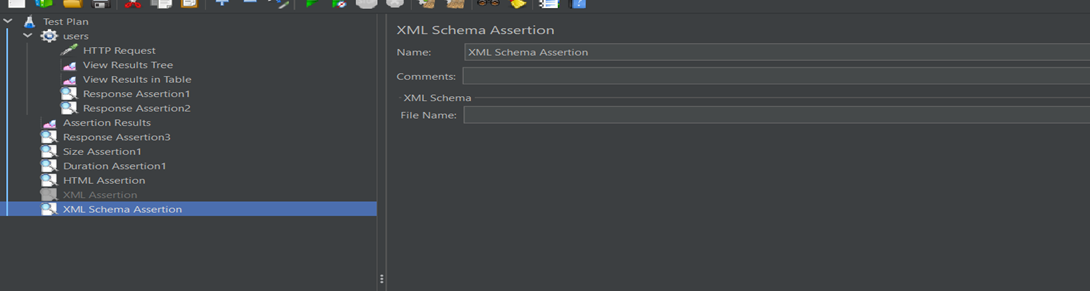 Test Plan
users
HTTP Request
View Results Tree
View Results in Table
Response Assertion1
Response Assertion2
Assertion Results
Response Assertion3
Size Assertion1
Duration Assertion1
HTML Assertion
XML Assertion
XML Schema Assertion
XML Schema Assertion
Name: XML Schema Assertion
Comments:
XML Schema
File Name: